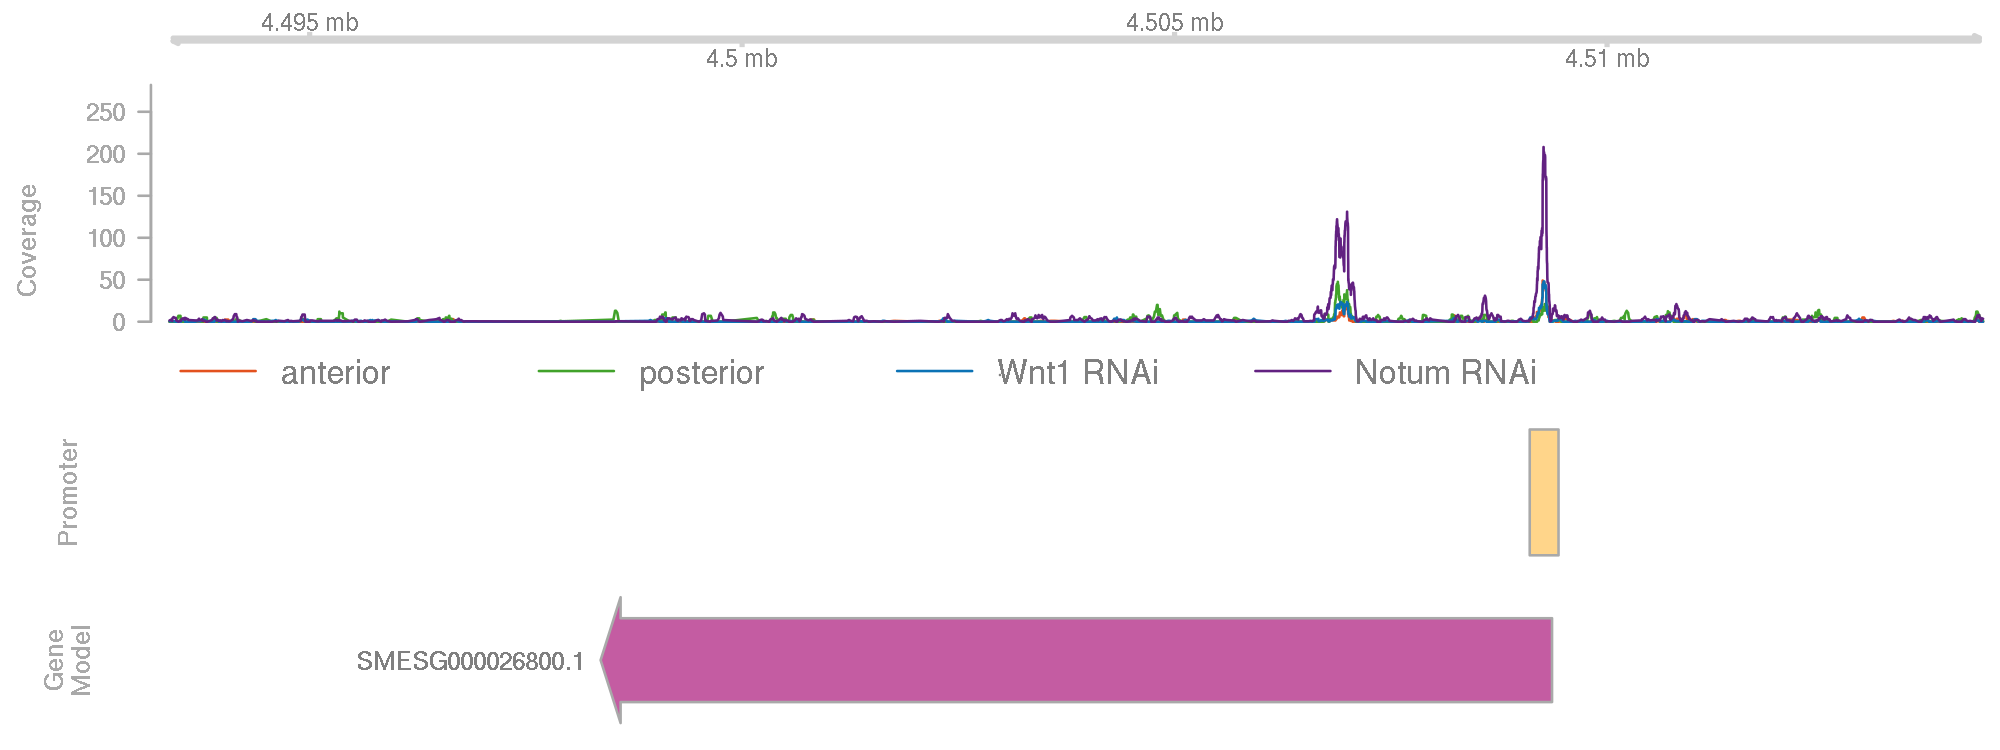 4.495 mb
4.505 mb
4.5 mb
4.51 mb
Coverage
250
200
150
100
50
0
anterior
posterior
Wnt1 RNAi
Notum RNAi
Promoter
Gene
Model
SMESG000026800.1